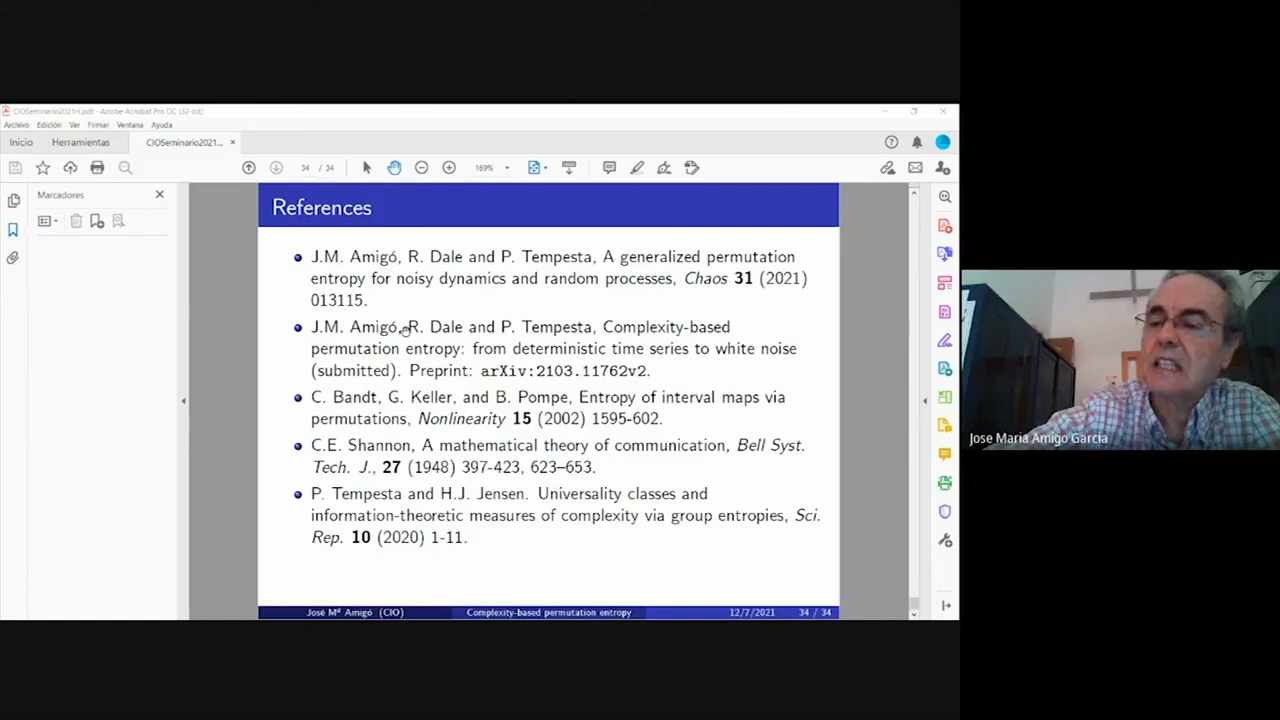 CIOSeminario2021H.pdf - Adobe Acrobat Pro DC (32-bit)
Archivo Edición Ver Firmar Ventana Ayuda
Inicio Herramientas CIOSeminario2021... ×
34 / 34 169%
Marcadores
References
J.M. Amigó, R. Dale and P. Tempesta, A generalized permutation
entropy for noisy dynamics and random processes, Chaos 31 (2021)
013115.
J.M. Amigó, R. Dale and P. Tempesta, Complexity-based
permutation entropy: from deterministic time series to white noise
(submitted). Preprint: arXiv:2103.11762v2.
C. Bandt, G. Keller, and B. Pompe, Entropy of interval maps via
permutations, Nonlinearity 15 (2002) 1595-602.
C.E. Shannon, A mathematical theory of communication, Bell Syst.
Tech. J., 27 (1948) 397-423, 623–653.
P. Tempesta and H.J. Jensen. Universality classes and
information-theoretic measures of complexity via group entropies, Sci.
Rep. 10 (2020) 1-11.
José Mª Amigó (CIO) Complexity-based permutation entropy 12/7/2021 34 / 34
Jose Maria Amigo Garcia